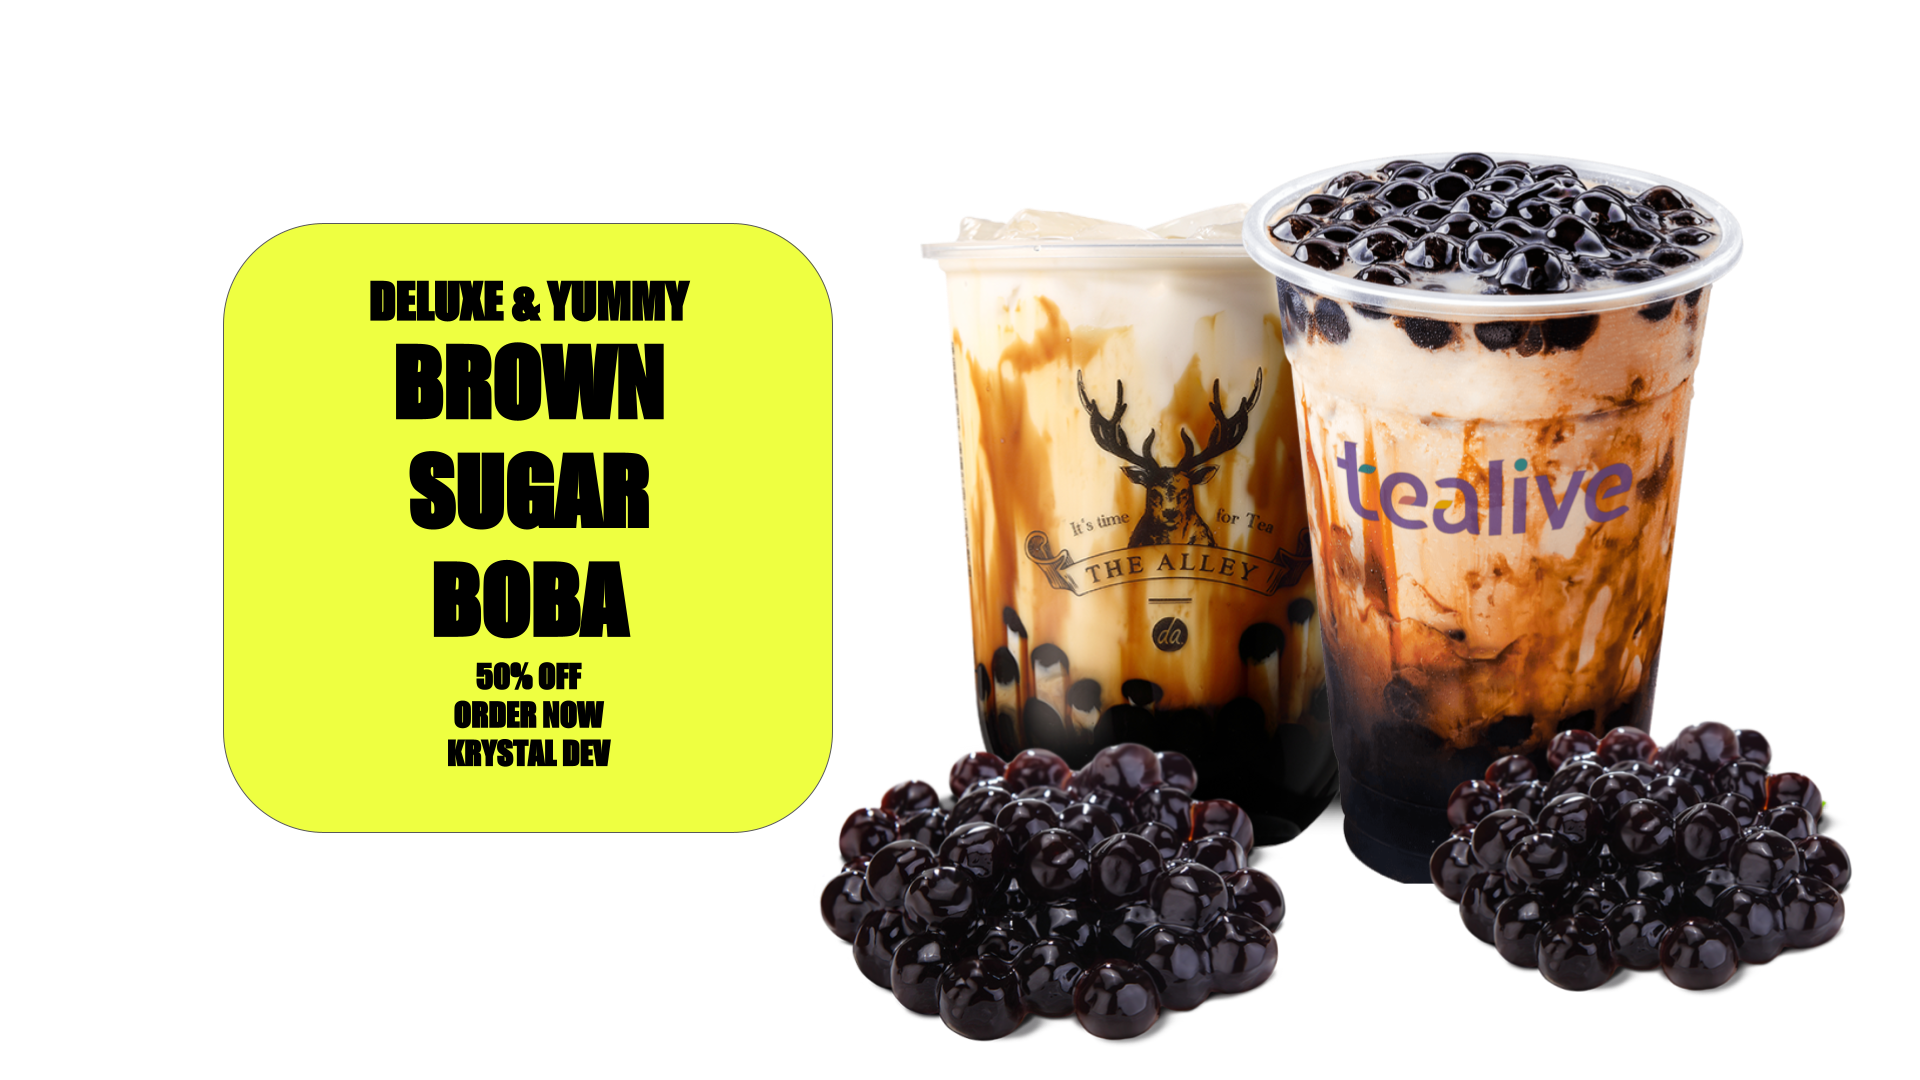 DELUXE & YUMMY
BROWN
SUGAR
BOBA
50% OFF
ORDER NOW
KRYSTAL DEV
It's time for Tea
THE ALLEY
da
tealive